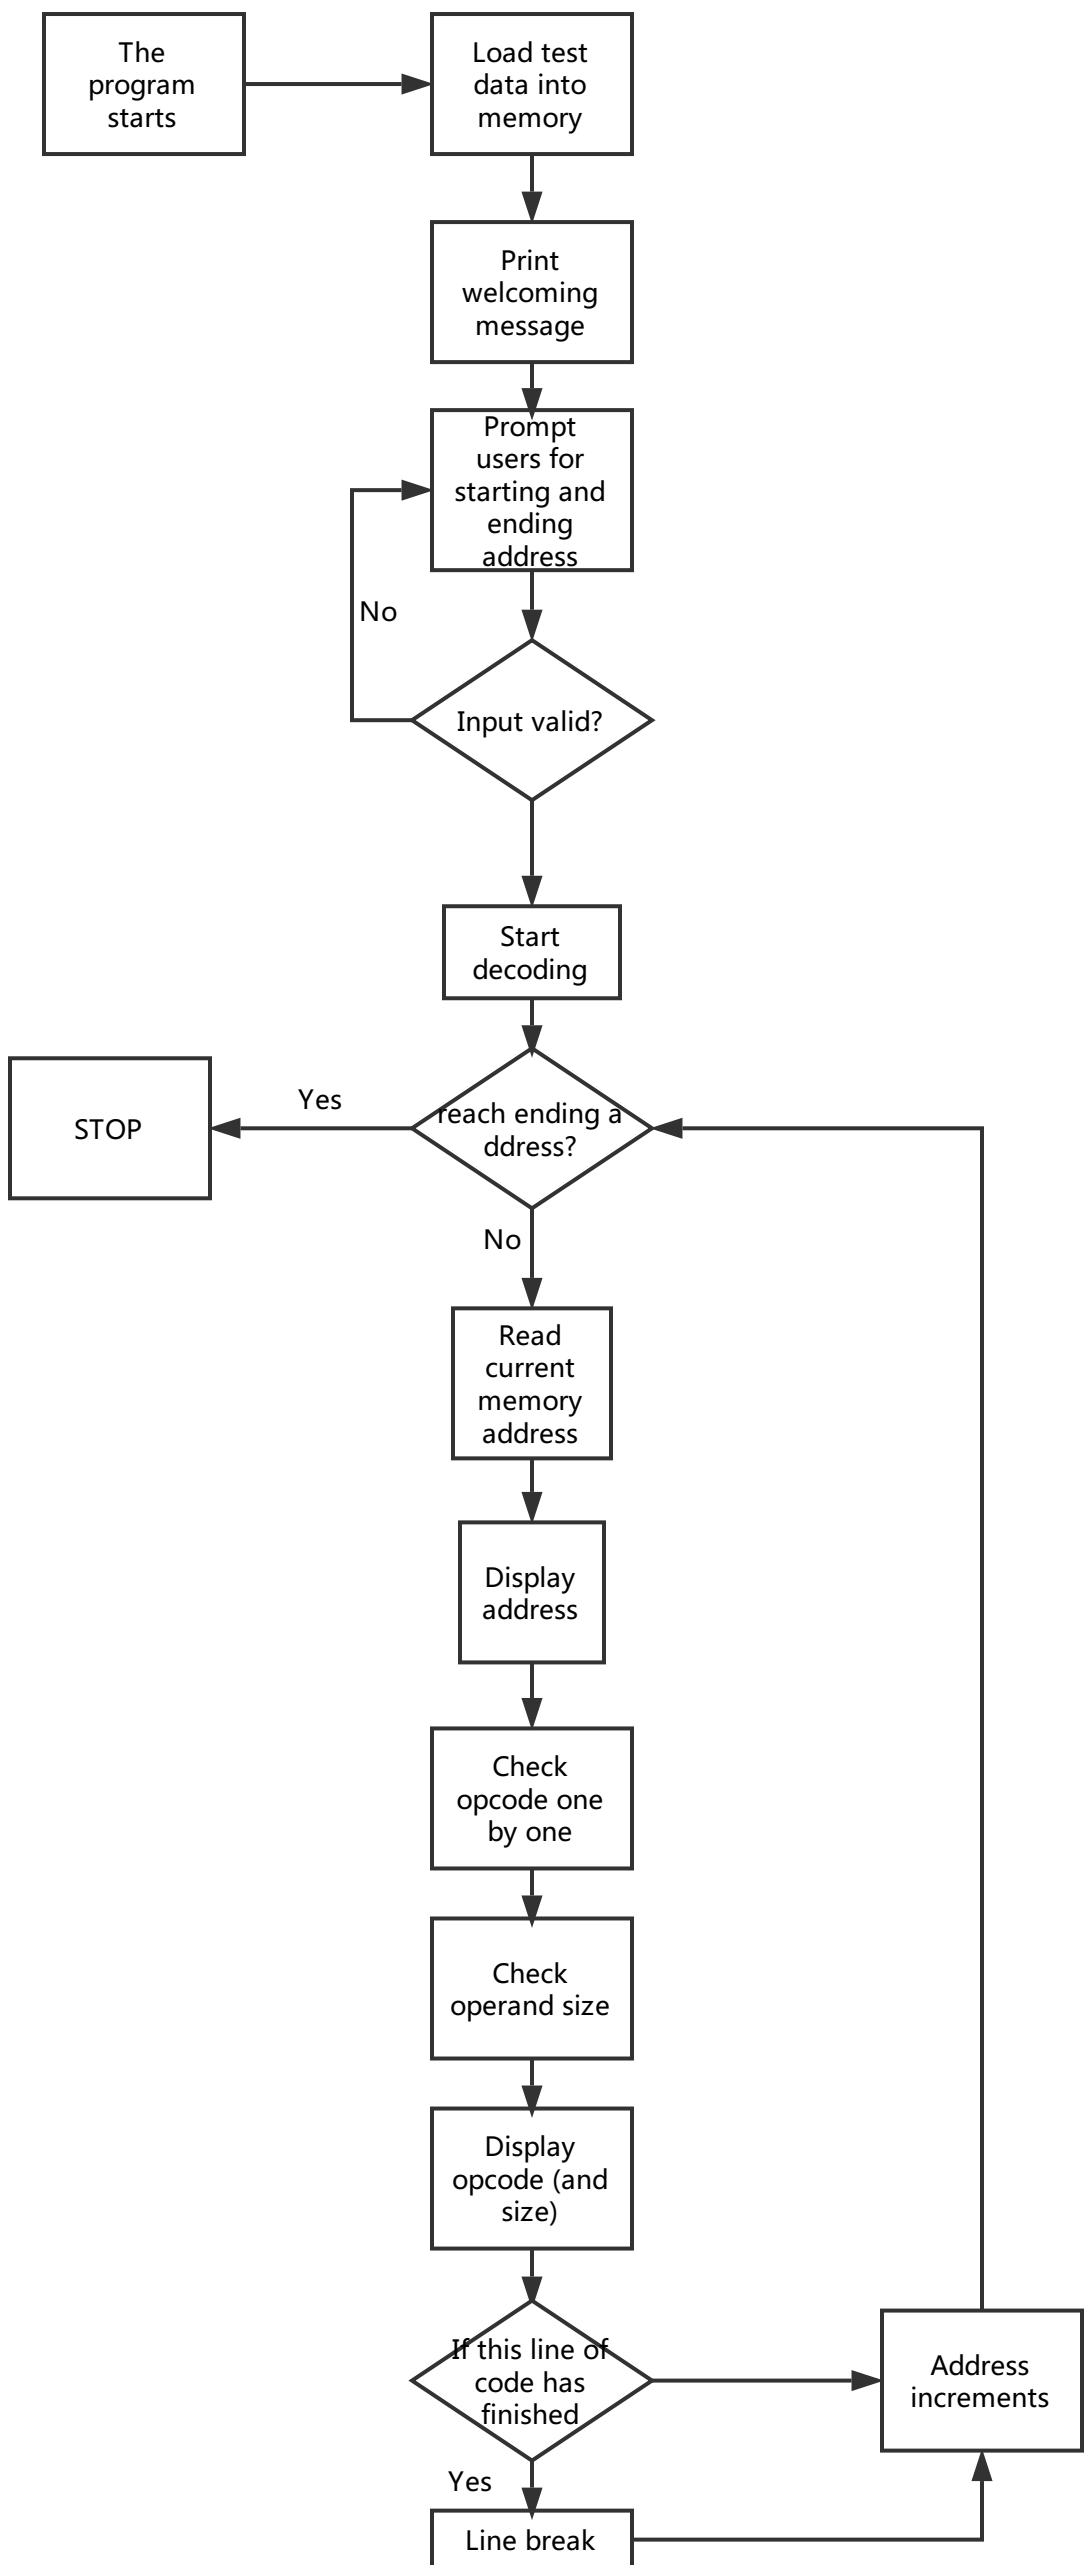 The
program
starts
Load test
data into
memory
Print
welcoming
message
Prompt
users for
starting and
ending
address
No
Input valid?
Start
decoding
Yes
STOP
reach ending a
ddress?
No
Read
current
memory
address
Display
address
Check
opcode one
by one
Check
operand size
Display
opcode (and
size)
If this line of
code has
finished
Address
increments
Yes
Line break